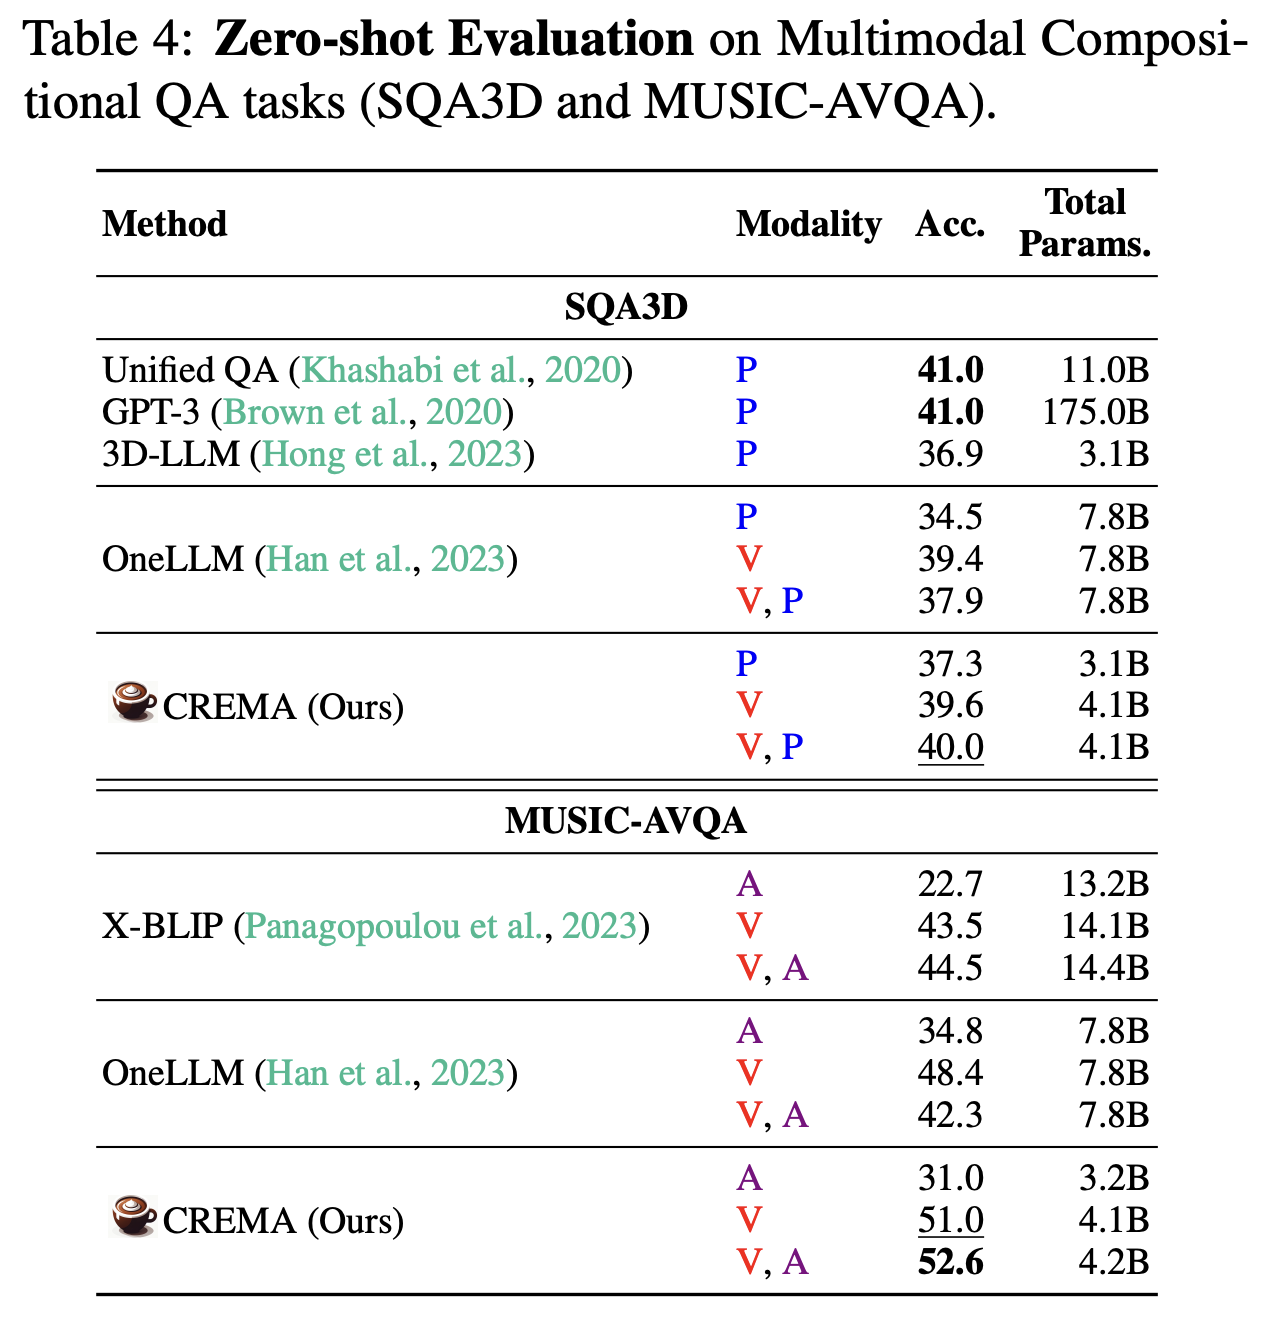 Table 4: Zero-shot Evaluation on Multimodal Composi-
tional QA tasks (SQA3D and MUSIC-AVQA).
Method Modality Acc. Total Params.
SQA3D
Unified QA (Khashabi et al., 2020) P 41.0 11.0B
GPT-3 (Brown et al., 2020) P 41.0 175.0B
3D-LLM (Hong et al., 2023) P 36.9 3.1B
P 34.5 7.8B
OneLLM (Han et al., 2023) V 39.4 7.8B
V, P 37.9 7.8B
P 37.3 3.1B
CREMA (Ours) V 39.6 4.1B
V, P 40.0 4.1B
MUSIC-AVQA
A 22.7 13.2B
X-BLIP (Panagopoulou et al., 2023) V 43.5 14.1B
V, A 44.5 14.4B
A 34.8 7.8B
OneLLM (Han et al., 2023) V 48.4 7.8B
V, A 42.3 7.8B
A 31.0 3.2B
CREMA (Ours) V 51.0 4.1B
V, A 52.6 4.2B